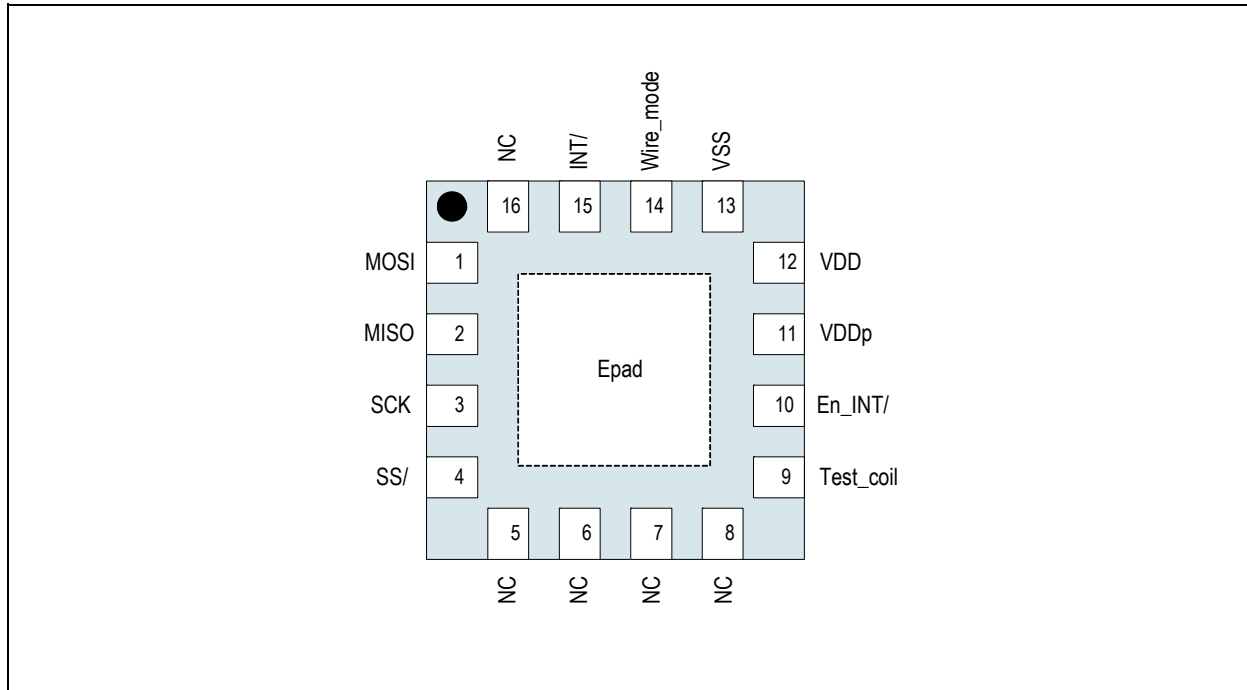 NC
INT/
Wire_mode
VSS
16
15
14
13
MOSI 1
12 VDD
MISO 2
11 VDDp
Epad
SCK 3
10 En_INT/
SS/ 4
9 Test_coil
5
6
7
8
NC
NC
NC
NC